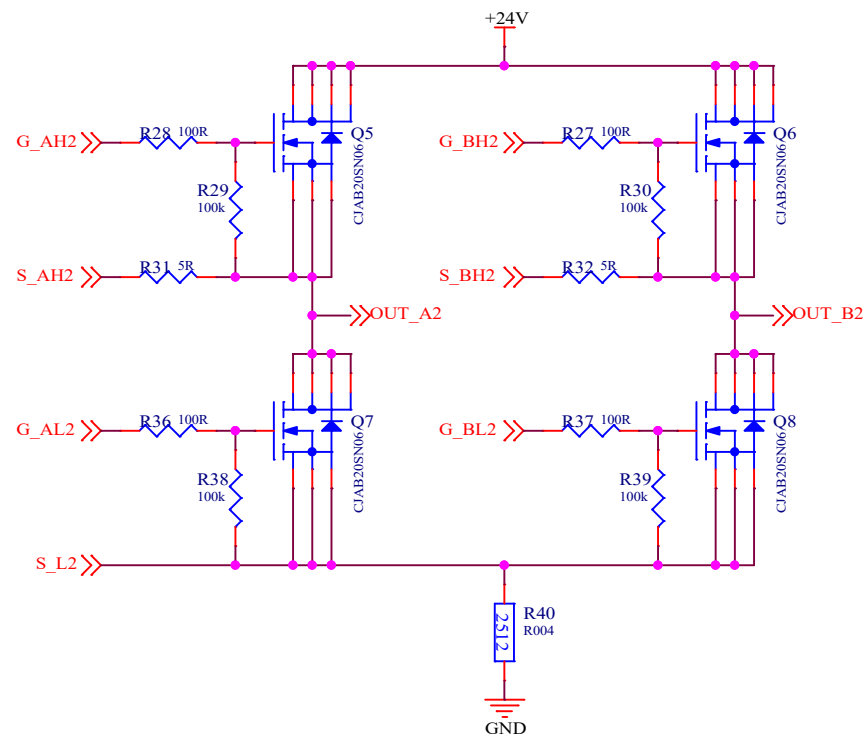 +24V
G_AH2
R28 100R
Q5
CJAB20SN06
R29
100k
S_AH2
R31 5R
OUT_A2
G_BH2
R27 100R
Q6
CJAB20SN06
R30
100k
S_BH2
R32 5R
OUT_B2
G_AL2
R36 100R
Q7
CJAB20SN06
R38
100k
S_L2
G_BL2
R37 100R
Q8
CJAB20SN06
R39
100k
2512
R40
R004
GND